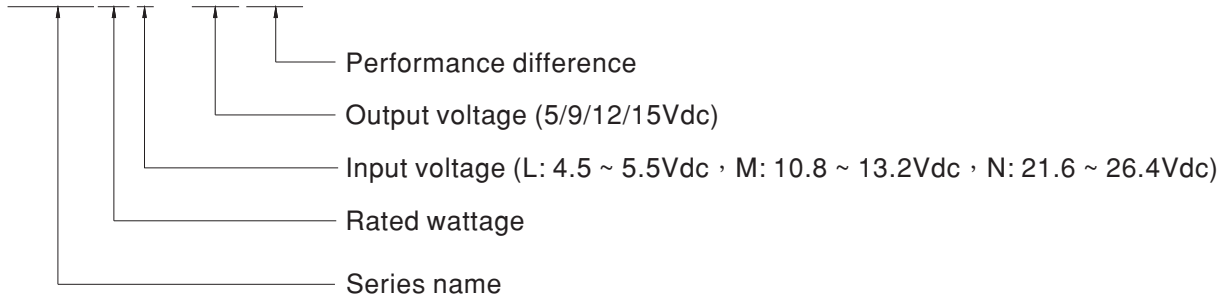 Performance difference
Output voltage (5/9/12/15Vdc)
Input voltage (L: 4.5 ~ 5.5Vdc，M: 10.8 ~ 13.2Vdc，N: 21.6 ~ 26.4Vdc)
Rated wattage
Series name